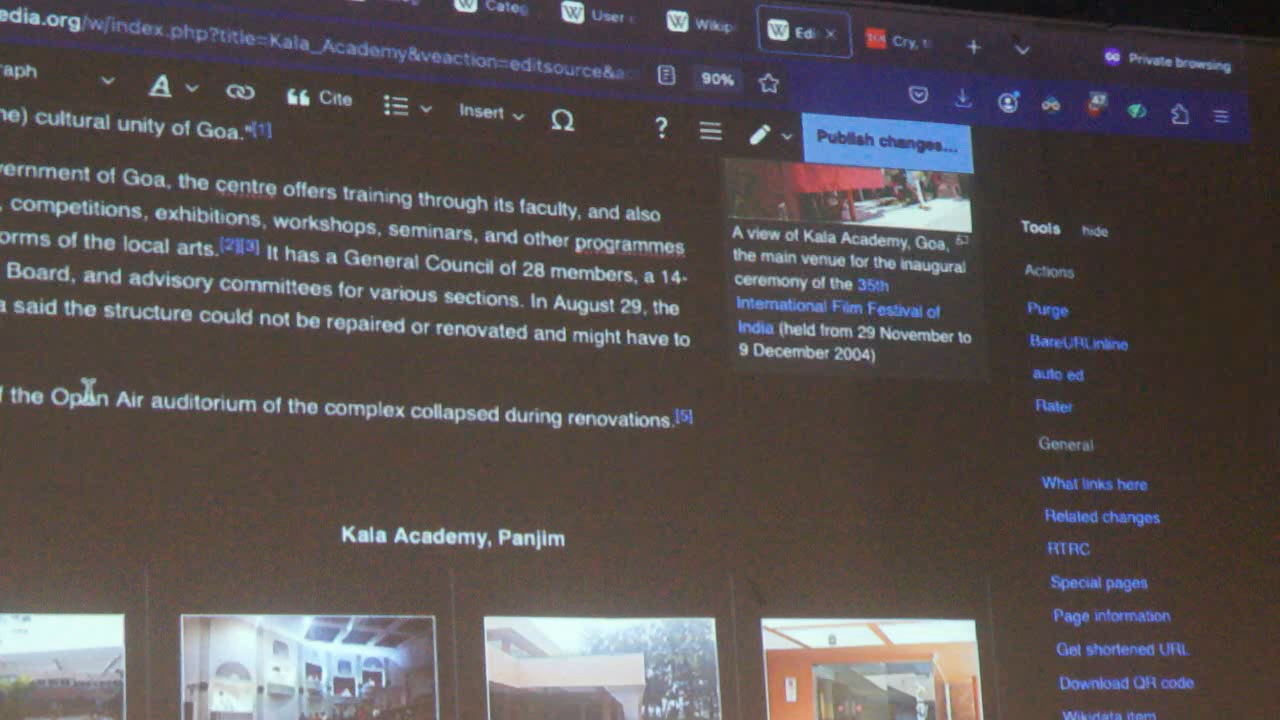 Categ
User
Wikip
Edi
Cry, t
Private browsing
edia.org/w/index.php?title=Kala_Academy&veaction=editsource&a
90%
47
raph
A
Cite
Insert
Ω
?
Publish changes...
ne) cultural unity of Goa."[1]
vernment of Goa, the centre offers training through its faculty, and also
, competitions, exhibitions, workshops, seminars, and other programmes
orms of the local arts.[2][3] It has a General Council of 28 members, a 14-
Board, and advisory committees for various sections. In August 29, the
a said the structure could not be repaired or renovated and might have to
f the Open Air auditorium of the complex collapsed during renovations.[5]
A view of Kala Academy, Goa,
the main venue for the inaugural
ceremony of the 35th
International Film Festival of
India (held from 29 November to
9 December 2004)
Kala Academy, Panjim
Tools hide
Actions
Purge
BareURLinline
auto ed
Rater
General
What links here
Related changes
RTRC
Special pages
Page information
Get shortened URL
Download QR code
Wikidata item